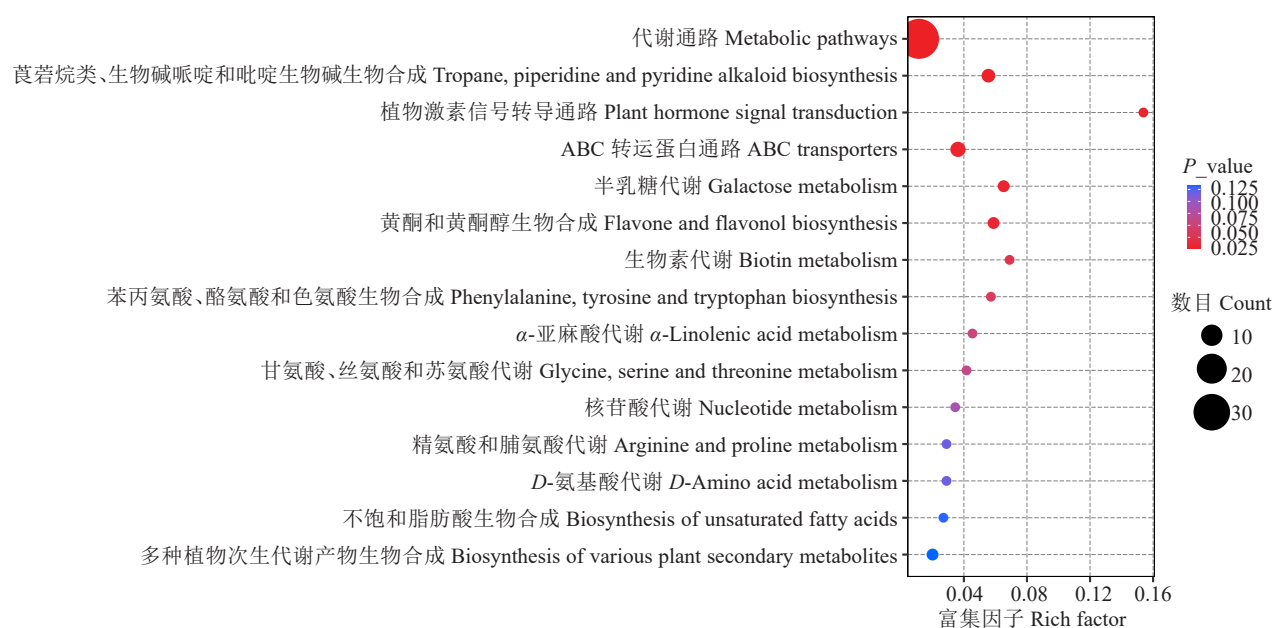 代谢通路 Metabolic pathways
莨菪烷类、生物碱哌啶和吡啶生物碱生物合成 Tropane, piperidine and pyridine alkaloid biosynthesis
植物激素信号转导通路 Plant hormone signal transduction
ABC 转运蛋白通路 ABC transporters
半乳糖代谢 Galactose metabolism
黄酮和黄酮醇生物合成 Flavone and flavonol biosynthesis
生物素代谢 Biotin metabolism
苯丙氨酸、酪氨酸和色氨酸生物合成 Phenylalanine, tyrosine and tryptophan biosynthesis
α-亚麻酸代谢 α-Linolenic acid metabolism
甘氨酸、丝氨酸和苏氨酸代谢 Glycine, serine and threonine metabolism
核苷酸代谢 Nucleotide metabolism
精氨酸和脯氨酸代谢 Arginine and proline metabolism
D-氨基酸代谢 D-Amino acid metabolism
不饱和脂肪酸生物合成 Biosynthesis of unsaturated fatty acids
多种植物次生代谢产物生物合成 Biosynthesis of various plant secondary metabolites
0.04 0.08 0.12 0.16
富集因子 Rich factor
P_value
0.125
0.100
0.075
0.050
0.025
数目 Count
10
20
30